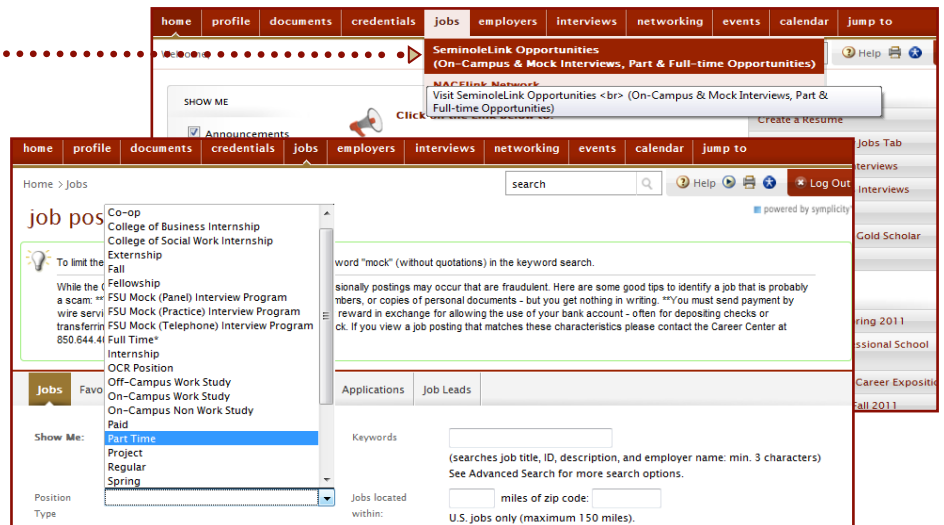 home profile documents credentials jobs employers interviews networking events calendar jump to
SeminoleLink Opportunities
(On-Campus & Mock Interviews, Part & Full-time Opportunities)
Help
NACElink Network
Visit SeminoleLink Opportunities <br> (On-Campus & Mock Interviews, Part &
Full-time Opportunities)
SHOW ME
Announcements
Click on the Link below to:
Create a Resume
Jobs Tab
Interviews
Gold Scholar
ring 2011
ssional School
Career Expositio
Fall 2011
home profile documents credentials jobs employers interviews networking events calendar jump to
Home > Jobs
search
Help
Log Out
powered by symplicity
job pos
To limit the
word "mock" (without quotations) in the keyword search.
While the
sionally postings may occur that are fraudulent. Here are some good tips to identify a job that is probably
a scam: **
mbers, or copies of personal documents - but you get nothing in writing. **You must send payment by
wire servi
reward in exchange for allowing the use of your bank account - often for depositing checks or
transferrin
ck. If you view a job posting that matches these characteristics please contact the Career Center at
850.644.
Co-op
College of Business Internship
College of Social Work Internship
Externship
Fall
Fellowship
FSU Mock (Panel) Interview Program
FSU Mock (Practice) Interview Program
FSU Mock (Telephone) Interview Program
Full Time*
Internship
OCR Position
Off-Campus Work Study
On-Campus Work Study
On-Campus Non Work Study
Paid
Part Time
Project
Regular
Spring
Jobs Favo Applications Job Leads
Show Me:
Keywords
(searches job title, ID, description, and employer name: min. 3 characters)
See Advanced Search for more search options.
Position
Type
Jobs located
within:
miles of zip code:
U.S. jobs only (maximum 150 miles).